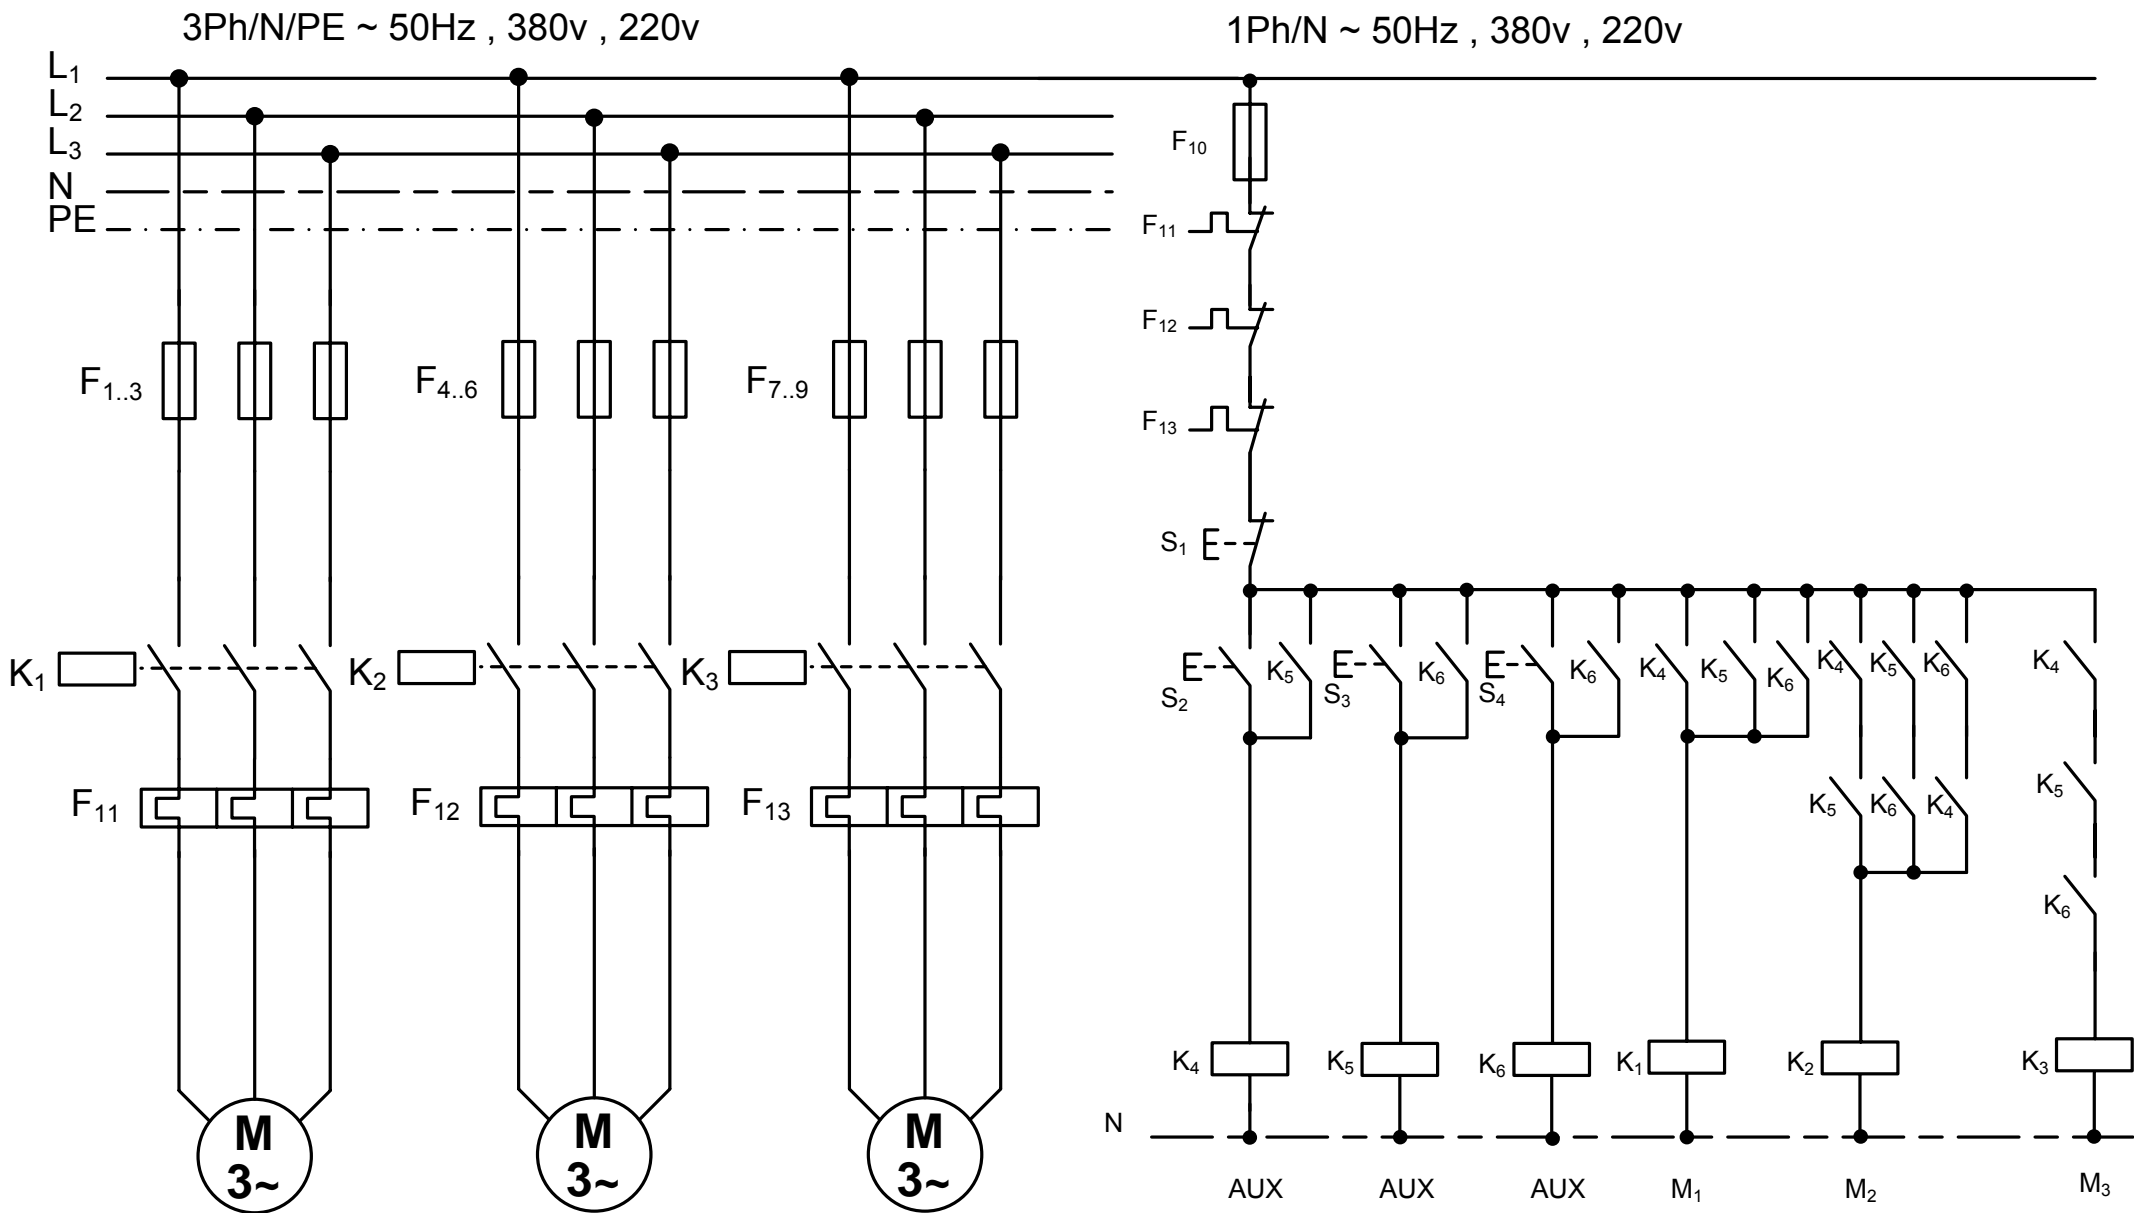 3Ph/N/PE ~ 50Hz , 380v , 220v
1Ph/N ~ 50Hz , 380v , 220v
L1
L2
L3
N
PE
F10
F11
F12
F13
S1
F1..3 F4..6 F7..9
K1 K2 K3
S2 K5 S3 K6 S4 K6 K4 K5 K6 K4 K5 K6 K4
F11 F12 F13
K5 K6 K4 K5
K6
K4 K5 K6 K1 K2 K3
N
M M M
3~ 3~ 3~
AUX AUX AUX M1 M2 M3